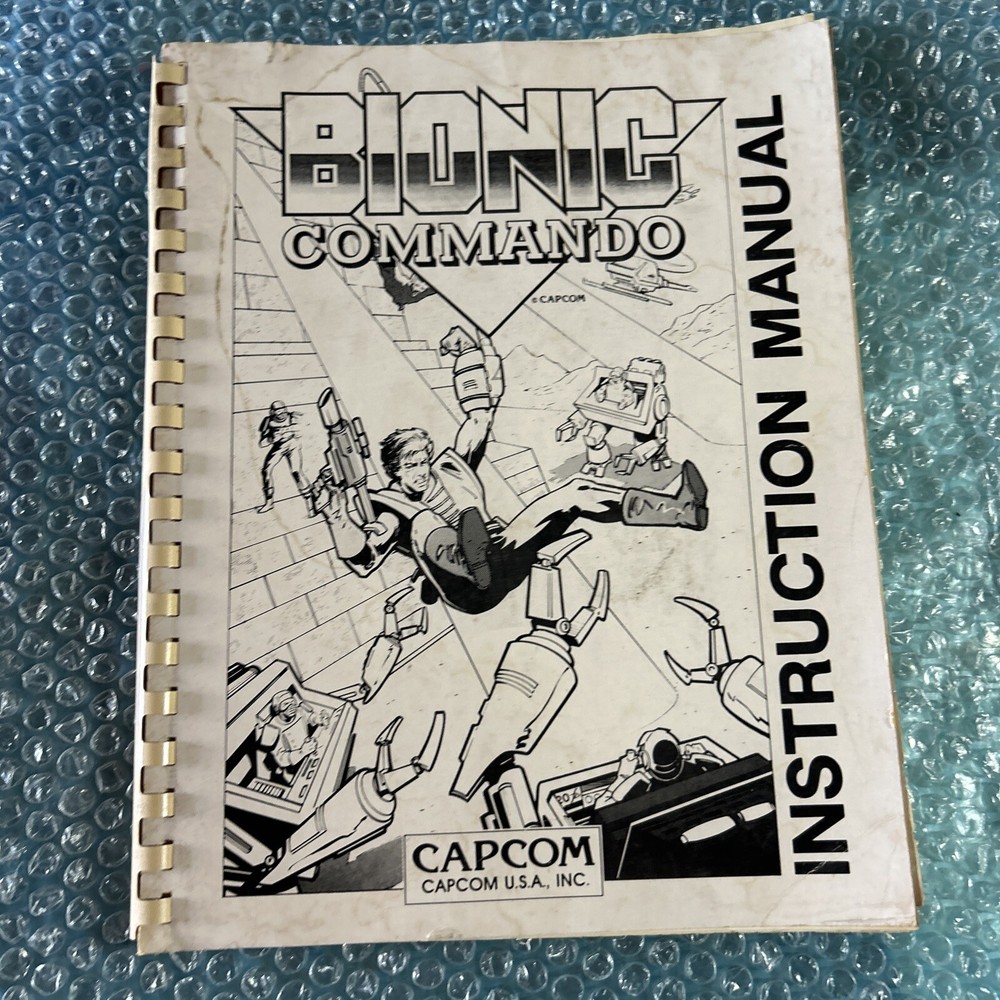 BIONIC
COMMANDO
© CAPCOM
INSTRUCTION MANUAL
CAPCOM
CAPCOM U.S.A., INC.